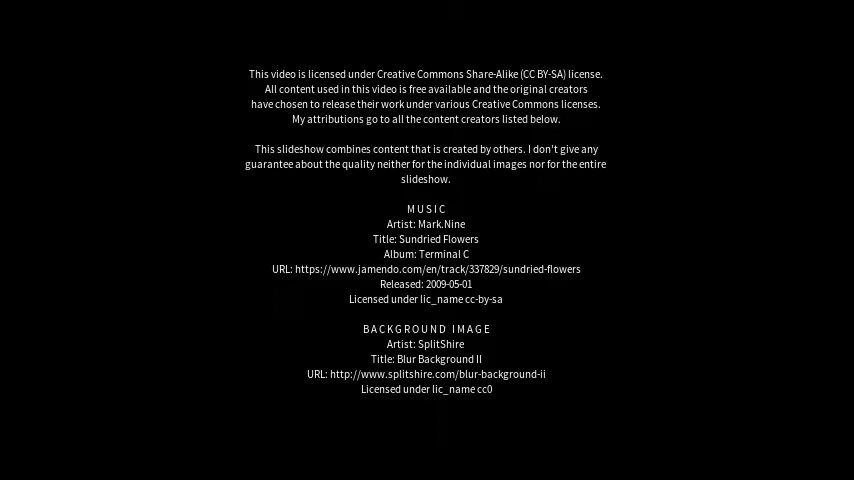 This video is licensed under Creative Commons Share-Alike (CC BY-SA) license.
All content used in this video is free available and the original creators
have chosen to release their work under various Creative Commons licenses.
My attributions go to all the content creators listed below.
This slideshow combines content that is created by others. I don't give any
guarantee about the quality neither for the individual images nor for the entire
slideshow.
MUSIC
Artist: Mark.Nine
Title: Sundried Flowers
Album: Terminal C
URL: https://www.jamendo.com/en/track/337829/sundried-flowers
Released: 2009-05-01
Licensed under lic_name cc-by-sa
BACKGROUND IMAGE
Artist: SplitShire
Title: Blur Background II
URL: http://www.splitshire.com/blur-background-ii
Licensed under lic_name cc0